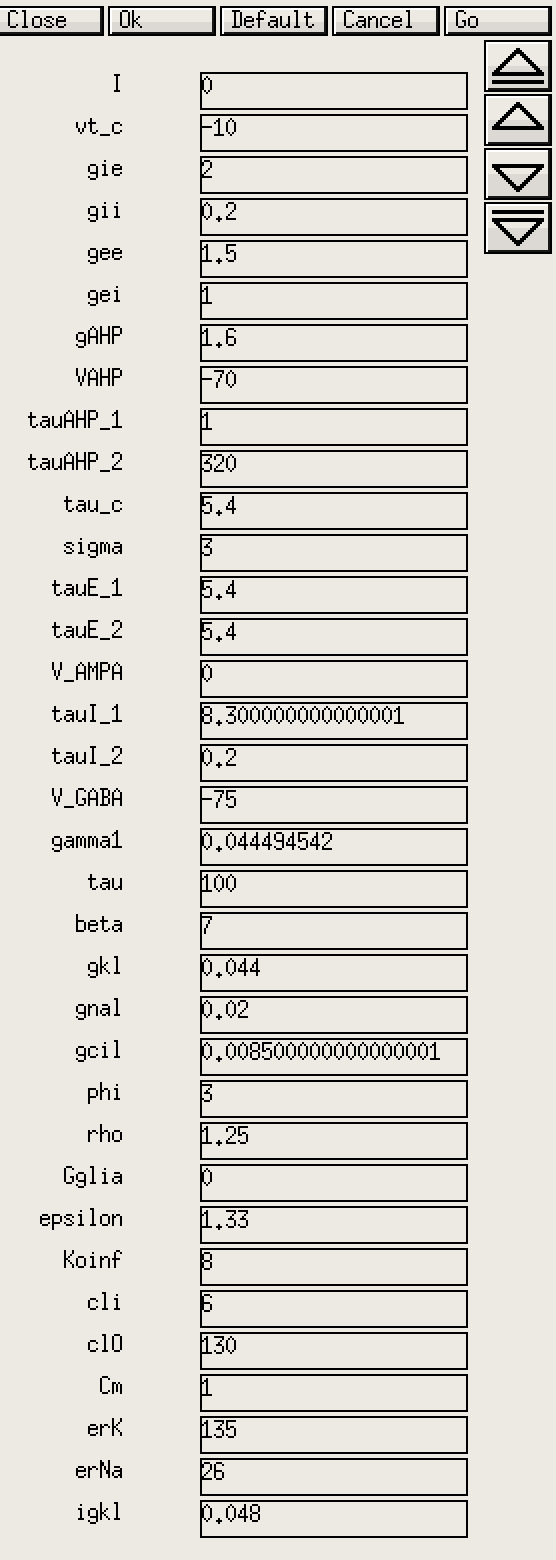 Close Ok Default Cancel Go
I 0
vt_c -10
gie 2
gii 0.2
gee 1.5
gei 1
gAHP 1.6
VAHP -70
tauAHP_1 1
tauAHP_2 320
tau_c 5.4
sigma 3
tauE_1 5.4
tauE_2 5.4
V_AMPA 0
tauI_1 8.300000000000001
tauI_2 0.2
V_GABA -75
gamma1 0.044494542
tau 100
beta 7
gkl 0.044
gnal 0.02
gcil 0.008500000000000001
phi 3
rho 1.25
Gglia 0
epsilon 1.33
Koinf 8
cli 6
clO 130
Cm 1
erK 135
erNa 26
igkl 0.048